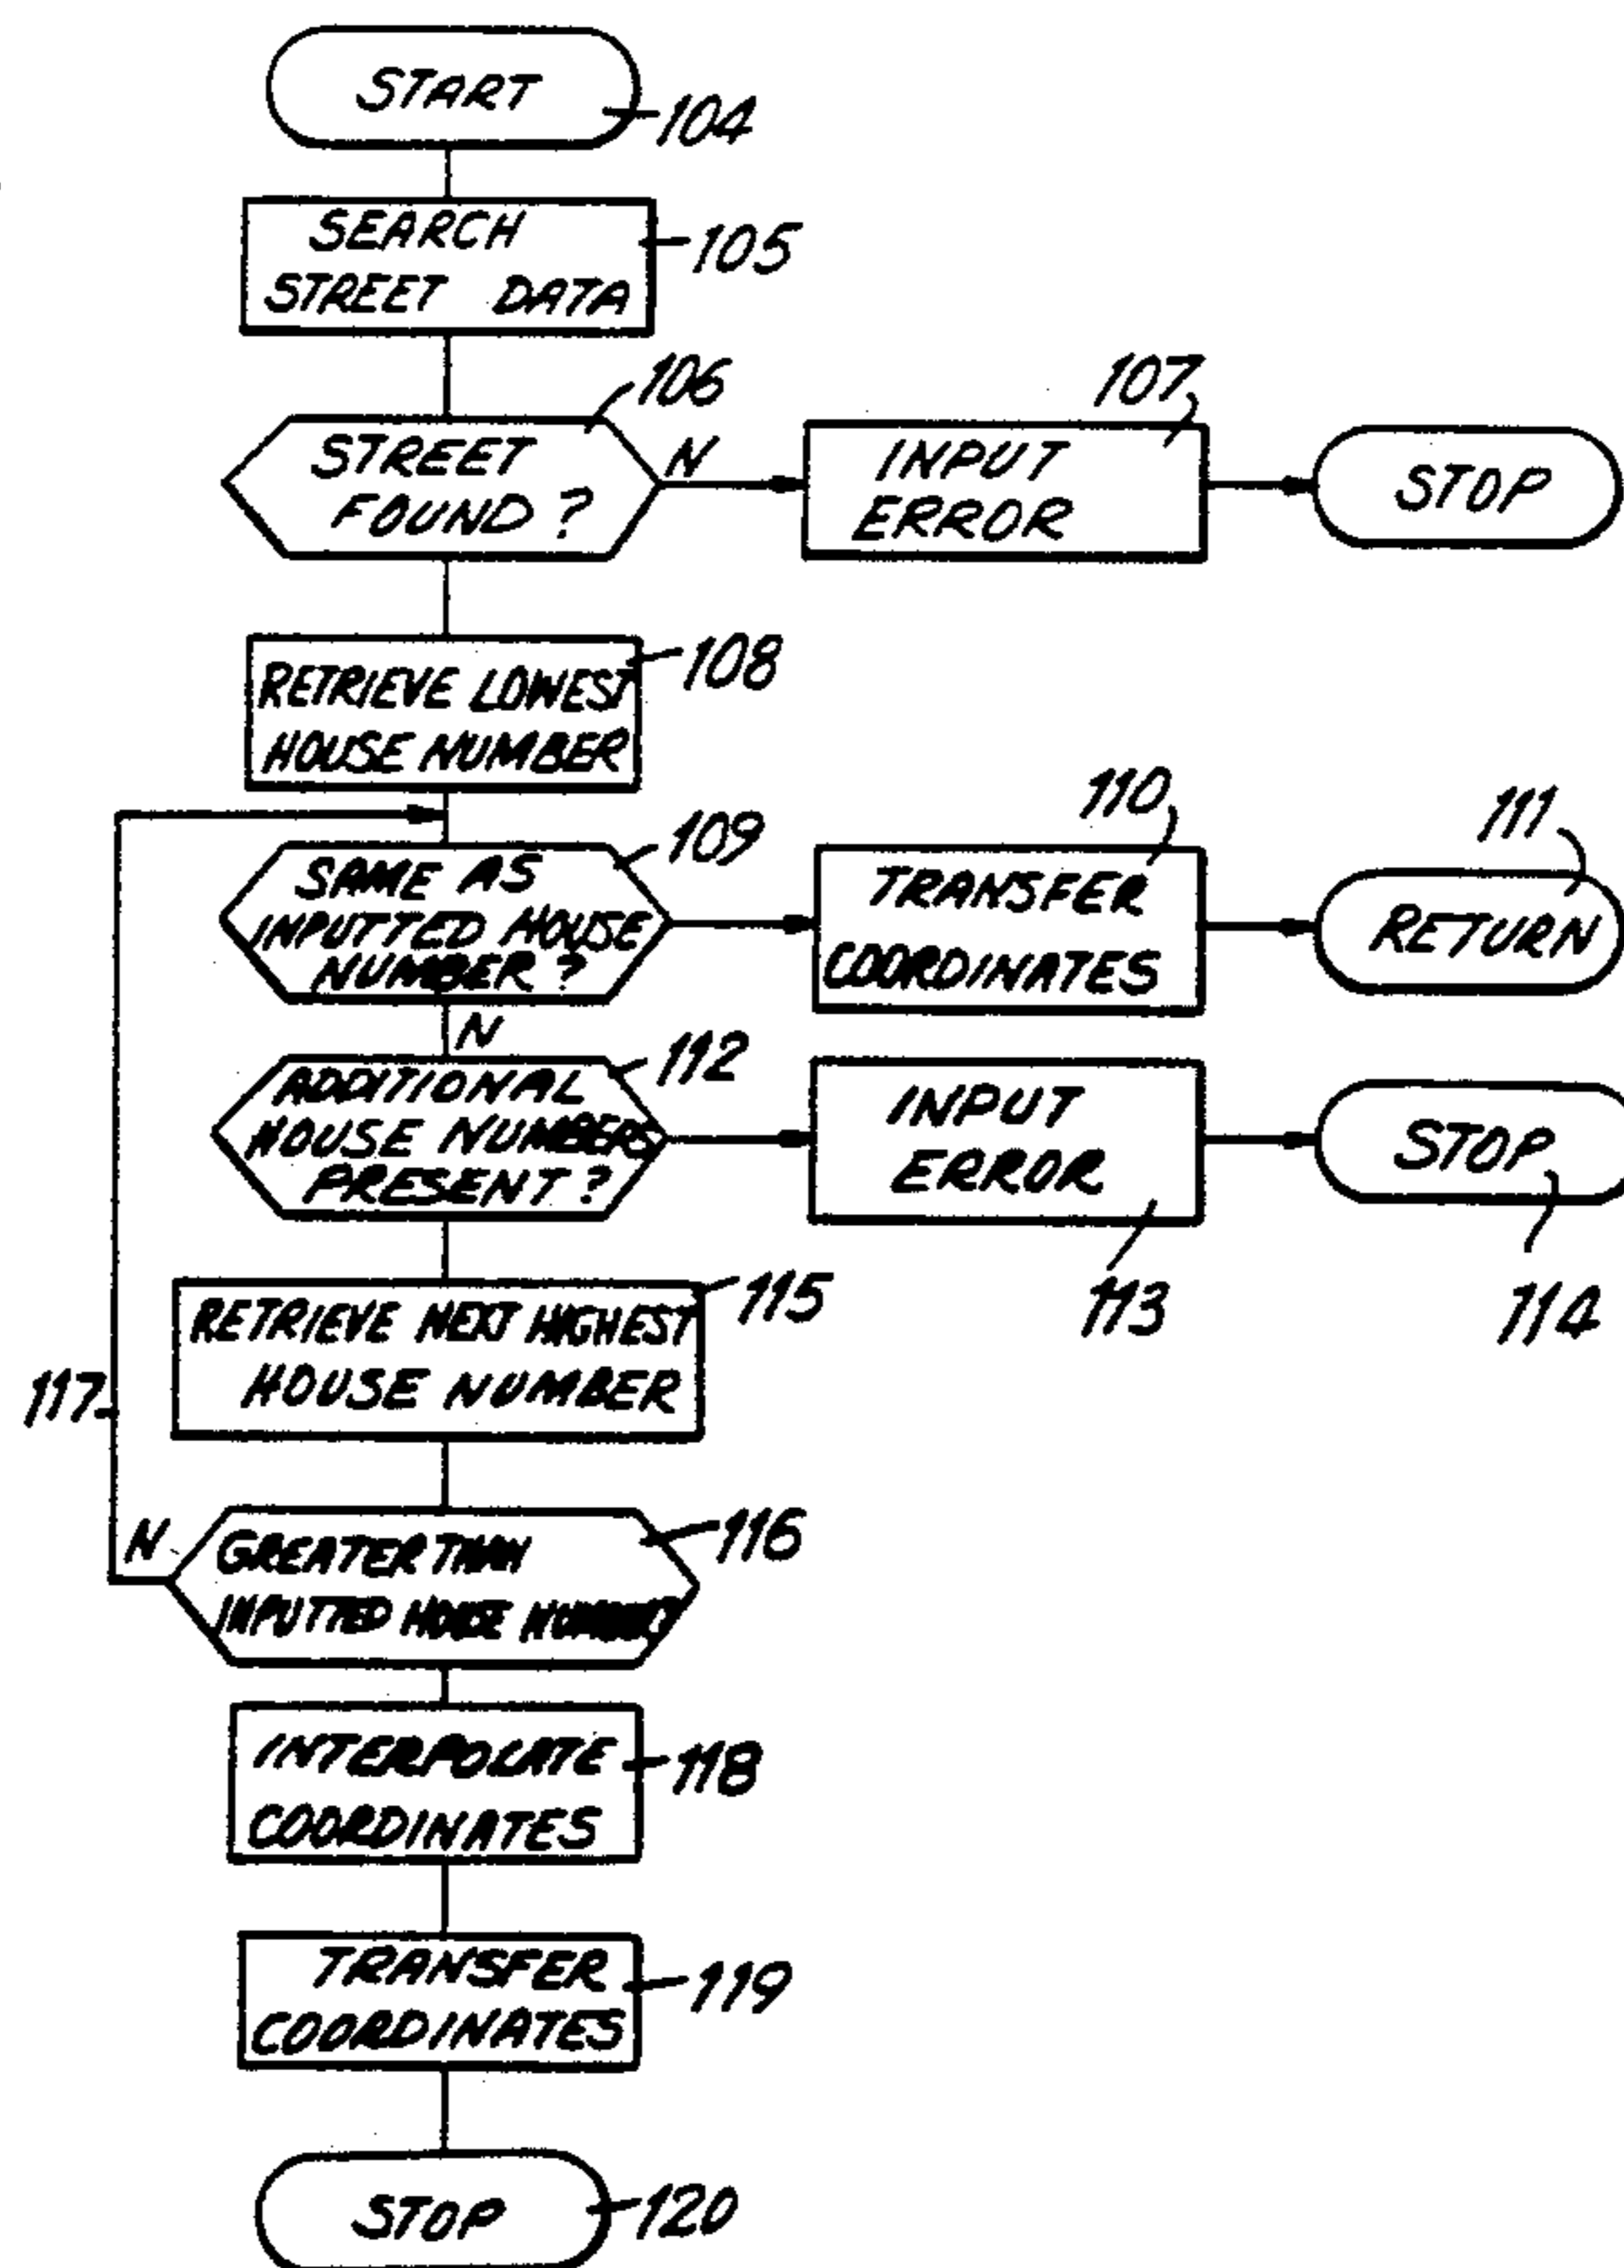 START
104
SEARCH
STREET DATA
105
106
STREET
FOUND?
N
107
INPUT
ERROR
STOP
RETRIEVE LOWEST
HOUSE NUMBER
108
109
SAME AS
INPUTTED HOUSE
NUMBER?
110
TRANSFER
COORDINATES
111
RETURN
N
112
ADDITIONAL
HOUSE NUMBERS
PRESENT?
INPUT
ERROR
113
STOP
114
115
RETRIEVE NEXT HIGHEST
HOUSE NUMBER
117
N
116
GREATER THAN
INPUTTED HOUSE
INTERPOLATE
COORDINATES
118
TRANSFER
COORDINATES
119
STOP
120